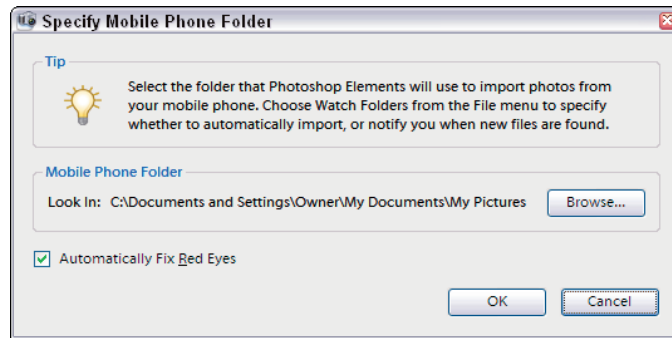 Specify Mobile Phone Folder
Tip
Select the folder that Photoshop Elements will use to import photos from
your mobile phone. Choose Watch Folders from the File menu to specify
whether to automatically import, or notify you when new files are found.
Mobile Phone Folder
Look In: C:\Documents and Settings\Owner\My Documents\My Pictures Browse...
Automatically Fix Red Eyes
OK Cancel